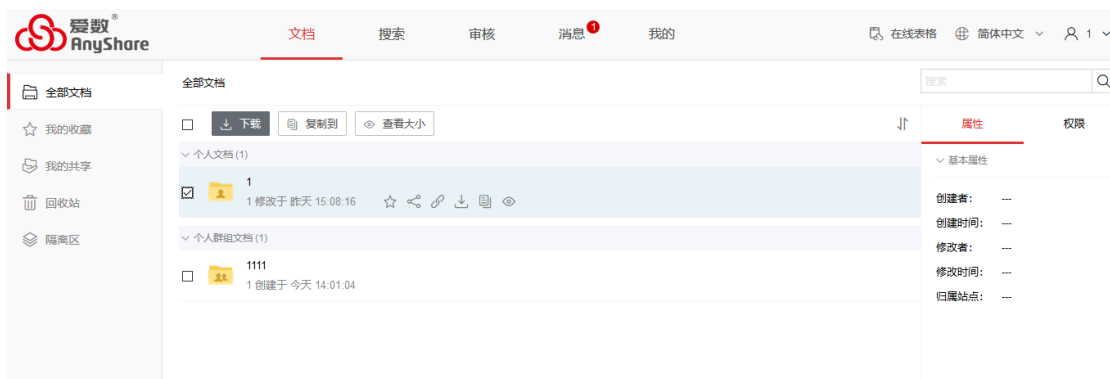 爱数®
AnyShare
文档 搜索 审核 消息 1 我的 在线表格 简体中文 1
全部文档
我的收藏
我的共享
回收站
隔离区
全部文档
搜索
下载 复制到 查看大小
个人文档(1)
1
1 修改于 昨天 15:08:16
个人群组文档(1)
1111
1 创建于 今天 14:01:04
属性 权限
基本属性
创建者: ---
创建时间: ---
修改者: ---
修改时间: ---
归属站点: ---